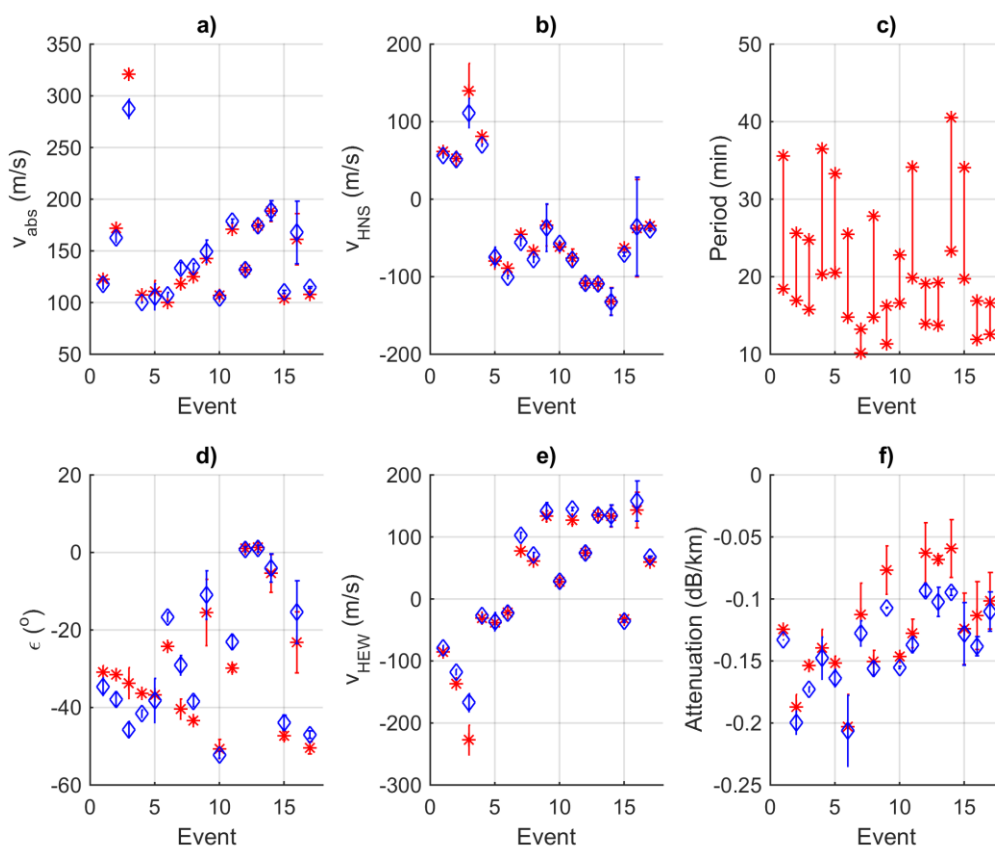 a)
350
300
250
200
150
100
50
v_abs (m/s)
0 5 10 15
Event
b)
200
100
0
-100
-200
v_HNS (m/s)
0 5 10 15
Event
c)
50
40
30
20
10
Period (min)
0 5 10 15
Event
d)
20
0
-20
-40
-60
ϵ (°)
0 5 10 15
Event
e)
200
100
0
-100
-200
-300
v_HEW (m/s)
0 5 10 15
Event
f)
0
-0.05
-0.1
-0.15
-0.2
-0.25
Attenuation (dB/km)
0 5 10 15
Event